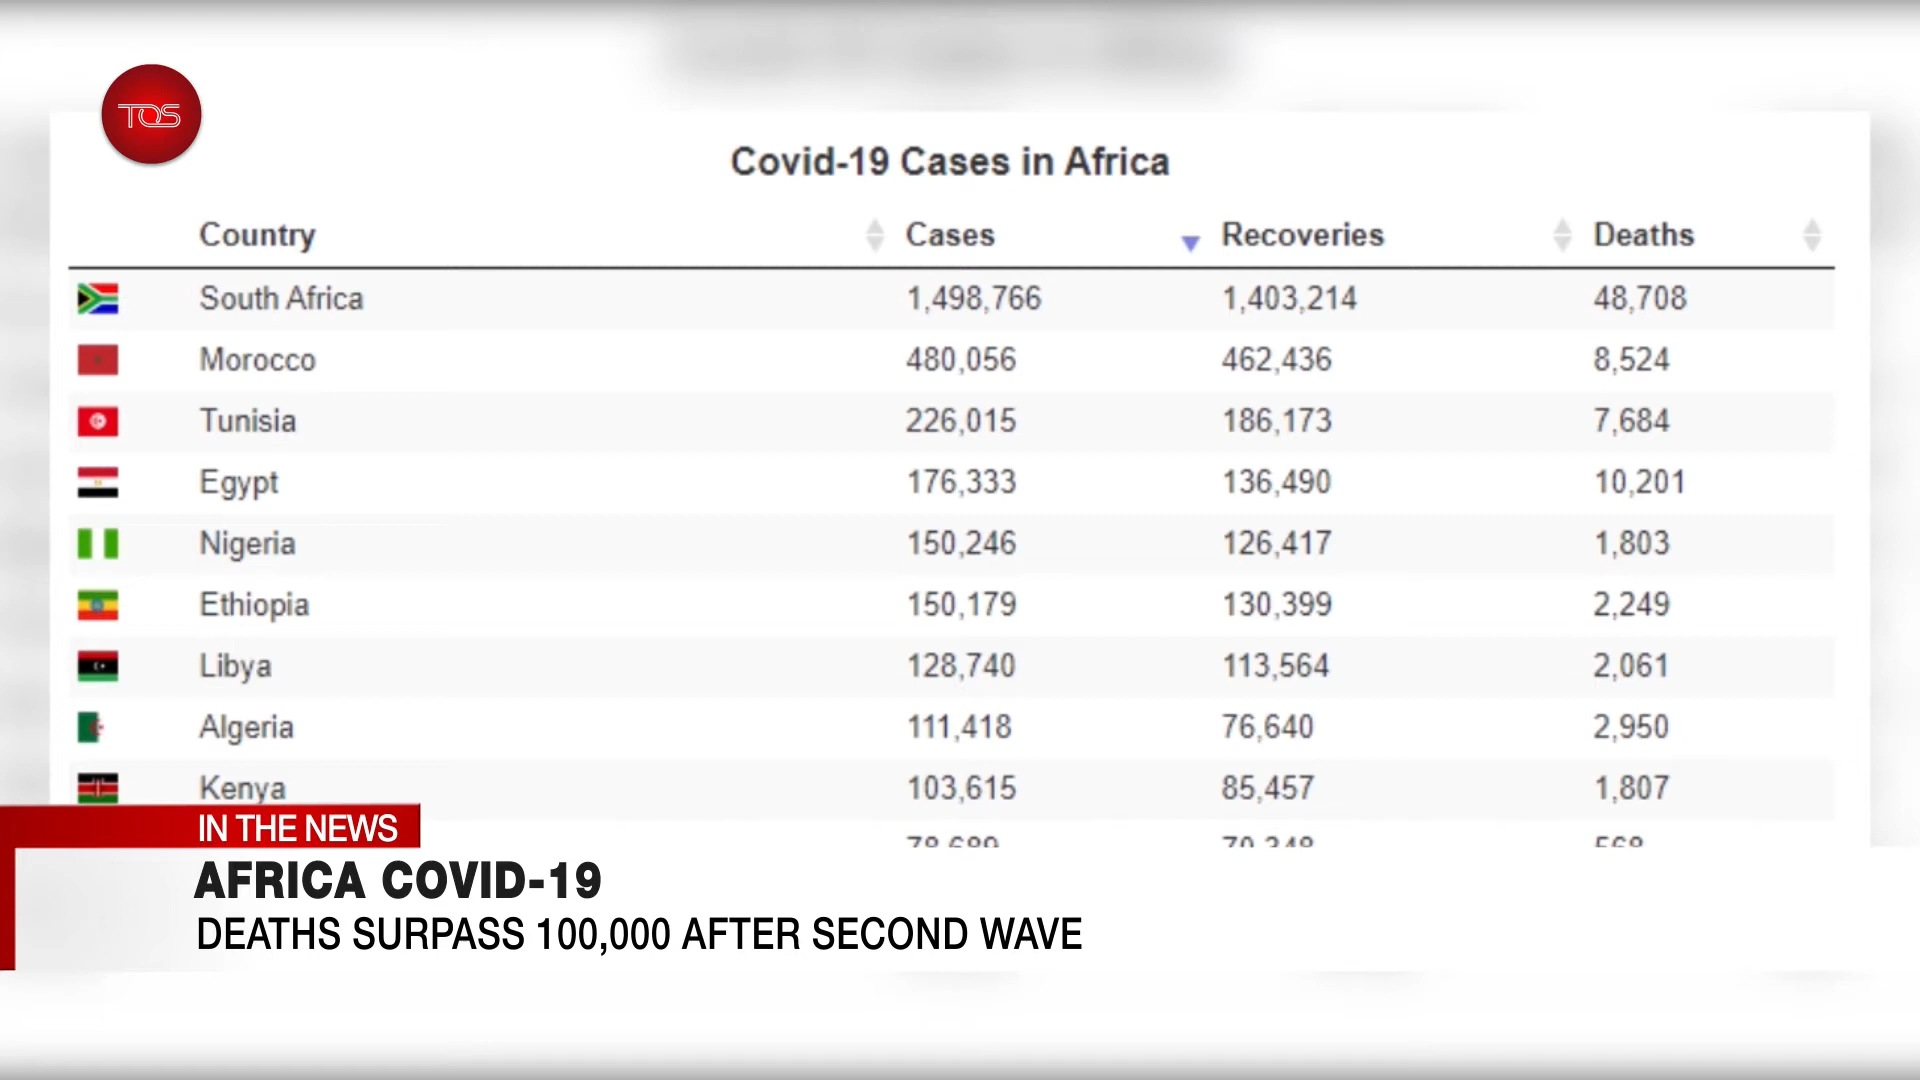 TOS
Covid-19 Cases in Africa
Country Cases Recoveries Deaths
South Africa 1,498,766 1,403,214 48,708
Morocco 480,056 462,436 8,524
Tunisia 226,015 186,173 7,684
Egypt 176,333 136,490 10,201
Nigeria 150,246 126,417 1,803
Ethiopia 150,179 130,399 2,249
Libya 128,740 113,564 2,061
Algeria 111,418 76,640 2,950
Kenya 103,615 85,457 1,807
IN THE NEWS
AFRICA COVID-19
DEATHS SURPASS 100,000 AFTER SECOND WAVE